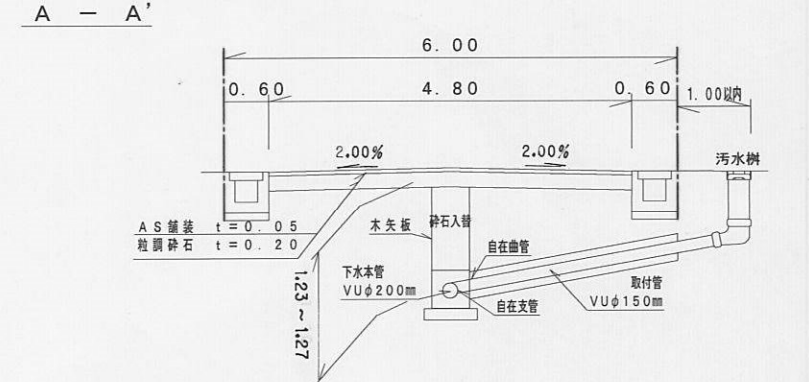 A － A'
6.00
0.60
4.80
0.60
1.00以内
2.00%
2.00%
汚水桝
AS舗装 t=0.05
粒調砕石 t=0.20
木矢板
砕石入替
自在曲管
1.23～1.27
下水本管
VUφ200mm
自在支管
取付管
VUφ150mm